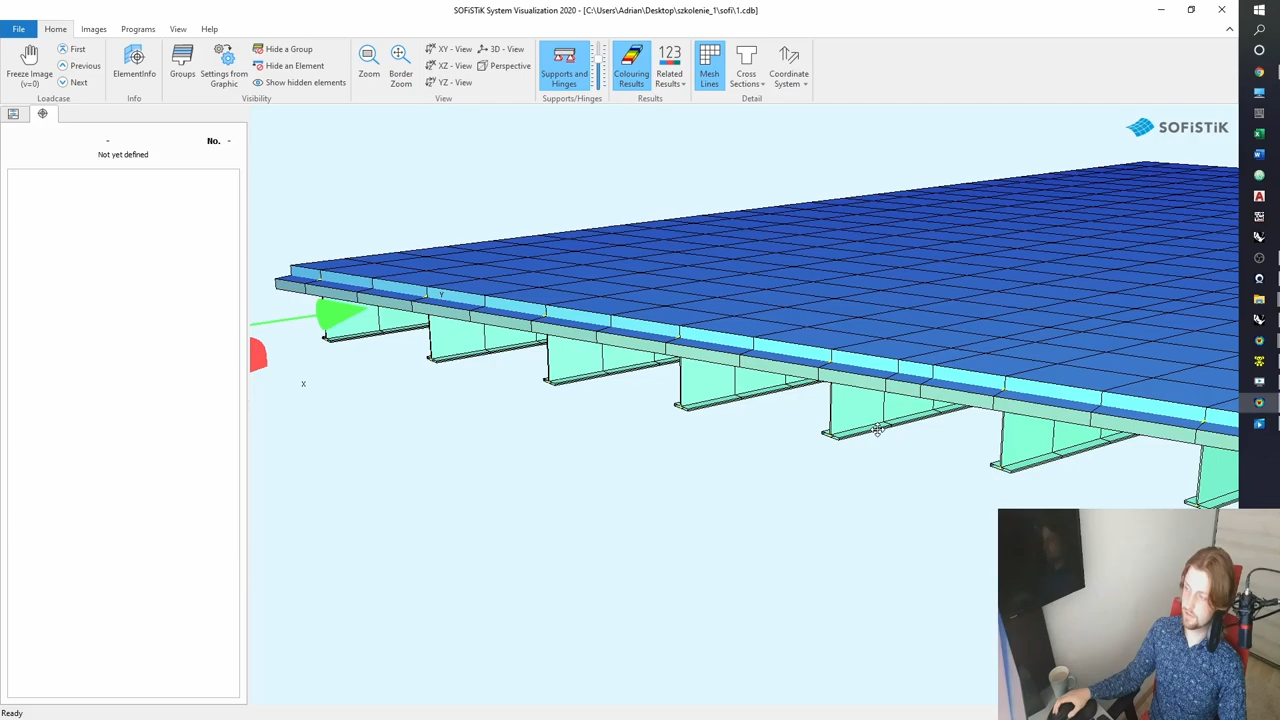 SOFiSTiK System Visualization 2020 - [C:\Users\Adrian\Desktop\szkolenie_1\sofi\1.cdb]
File Home Images Programs View Help
Freeze Image (v=0)
First
Previous
Next
Loadcase
ElementInfo
Info
Groups
Settings from Graphic
Hide a Group
Hide an Element
Show hidden elements
Visibility
Zoom
Border Zoom
XY - View
XZ - View
YZ - View
3D - View
Perspective
View
Supports and Hinges
Supports/Hinges
Colouring Results
123
Related Results
Results
Mesh Lines
Cross Sections
Coordinate System
Detail
- No. -
Not yet defined
SOFiSTiK
Y
X
Ready